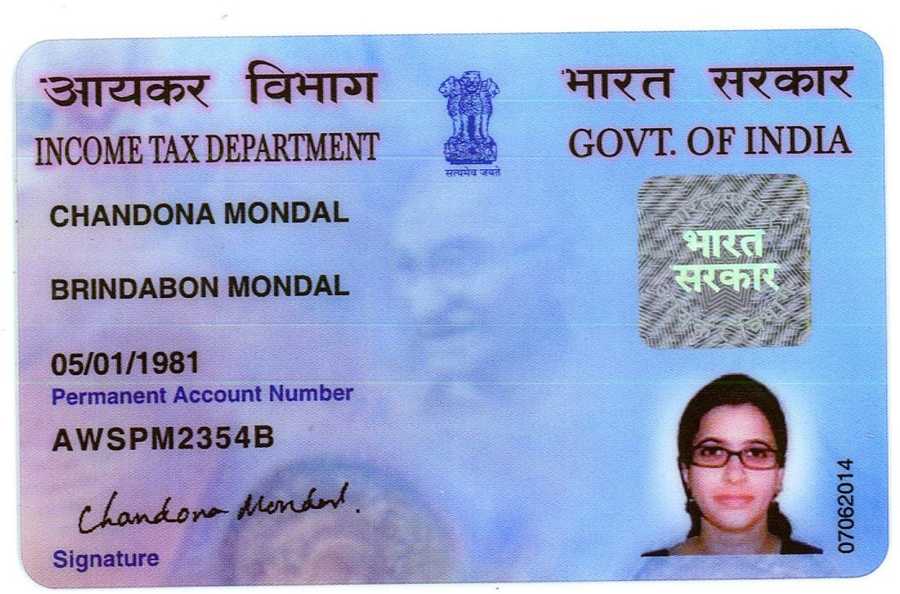 आयकर विभाग
INCOME TAX DEPARTMENT
सत्यमेव जयते
भारत सरकार
GOVT. OF INDIA
CHANDONA MONDAL
BRINDABON MONDAL
05/01/1981
Permanent Account Number
AWSPM2354B
Chandona Mondal.
Signature
भारत
सरकार
07062014